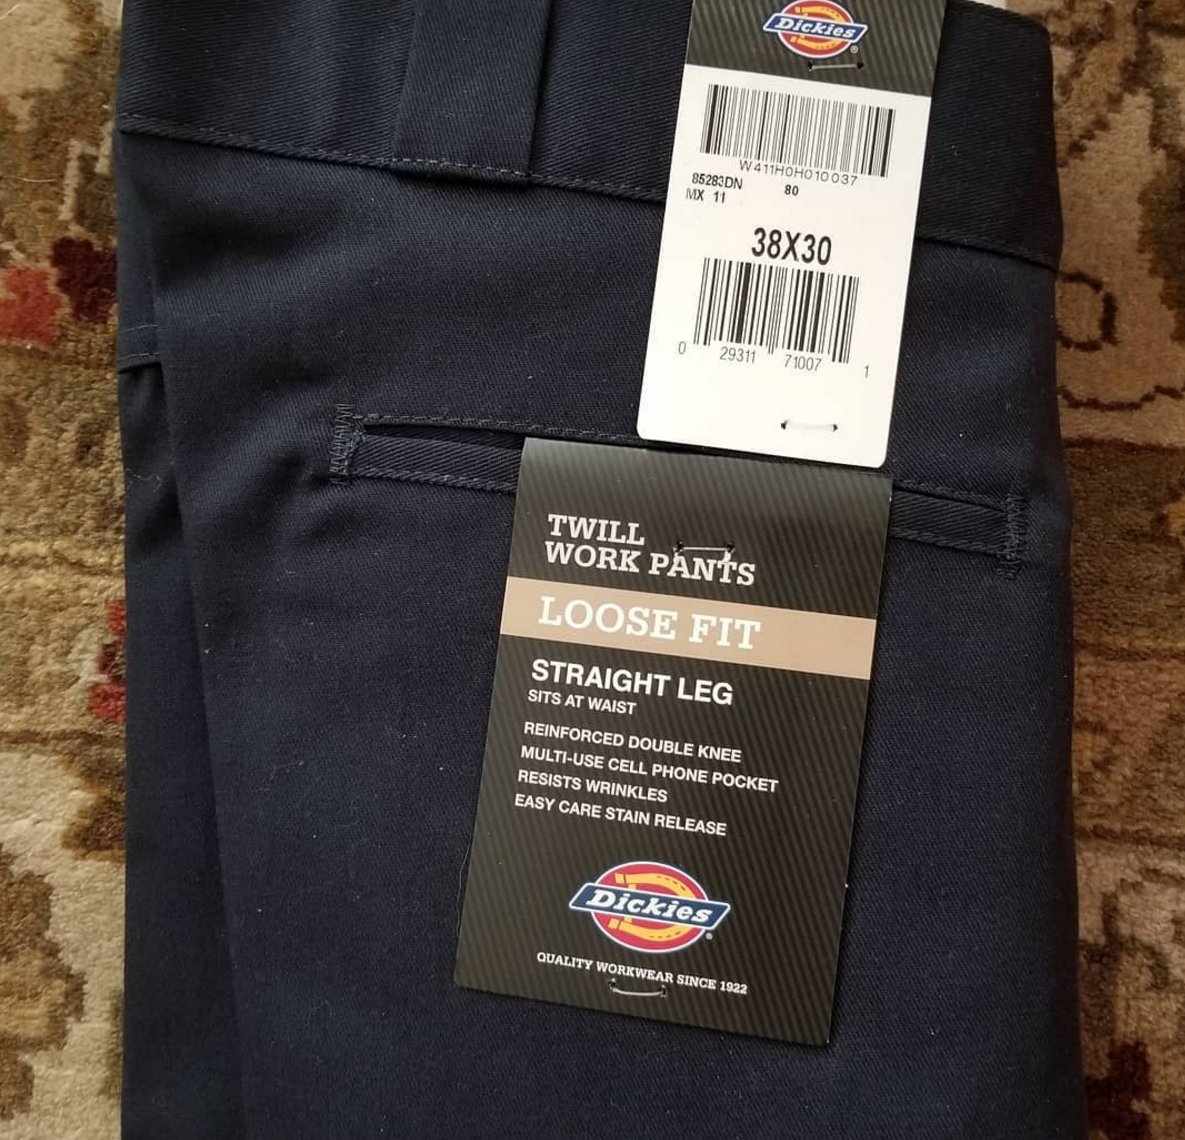 Dickies
W411H0H010037
85283DN 80
MX 11
38X30
0 29311 71007 1
TWILL
WORK PANTS
LOOSE FIT
STRAIGHT LEG
SITS AT WAIST
REINFORCED DOUBLE KNEE
MULTI-USE CELL PHONE POCKET
RESISTS WRINKLES
EASY CARE STAIN RELEASE
Dickies
QUALITY WORKWEAR SINCE 1922